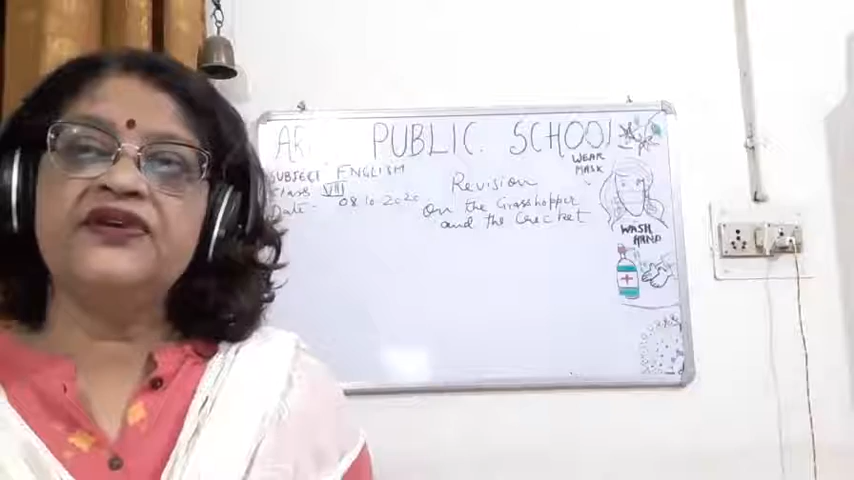 PUBLIC SCHOOL
SUBJECT ENGLISH
Class VIII
Date - 08.10.2020
Revision
On the Grasshopper
and the Cricket
WEAR
MASK
WASH
HAND